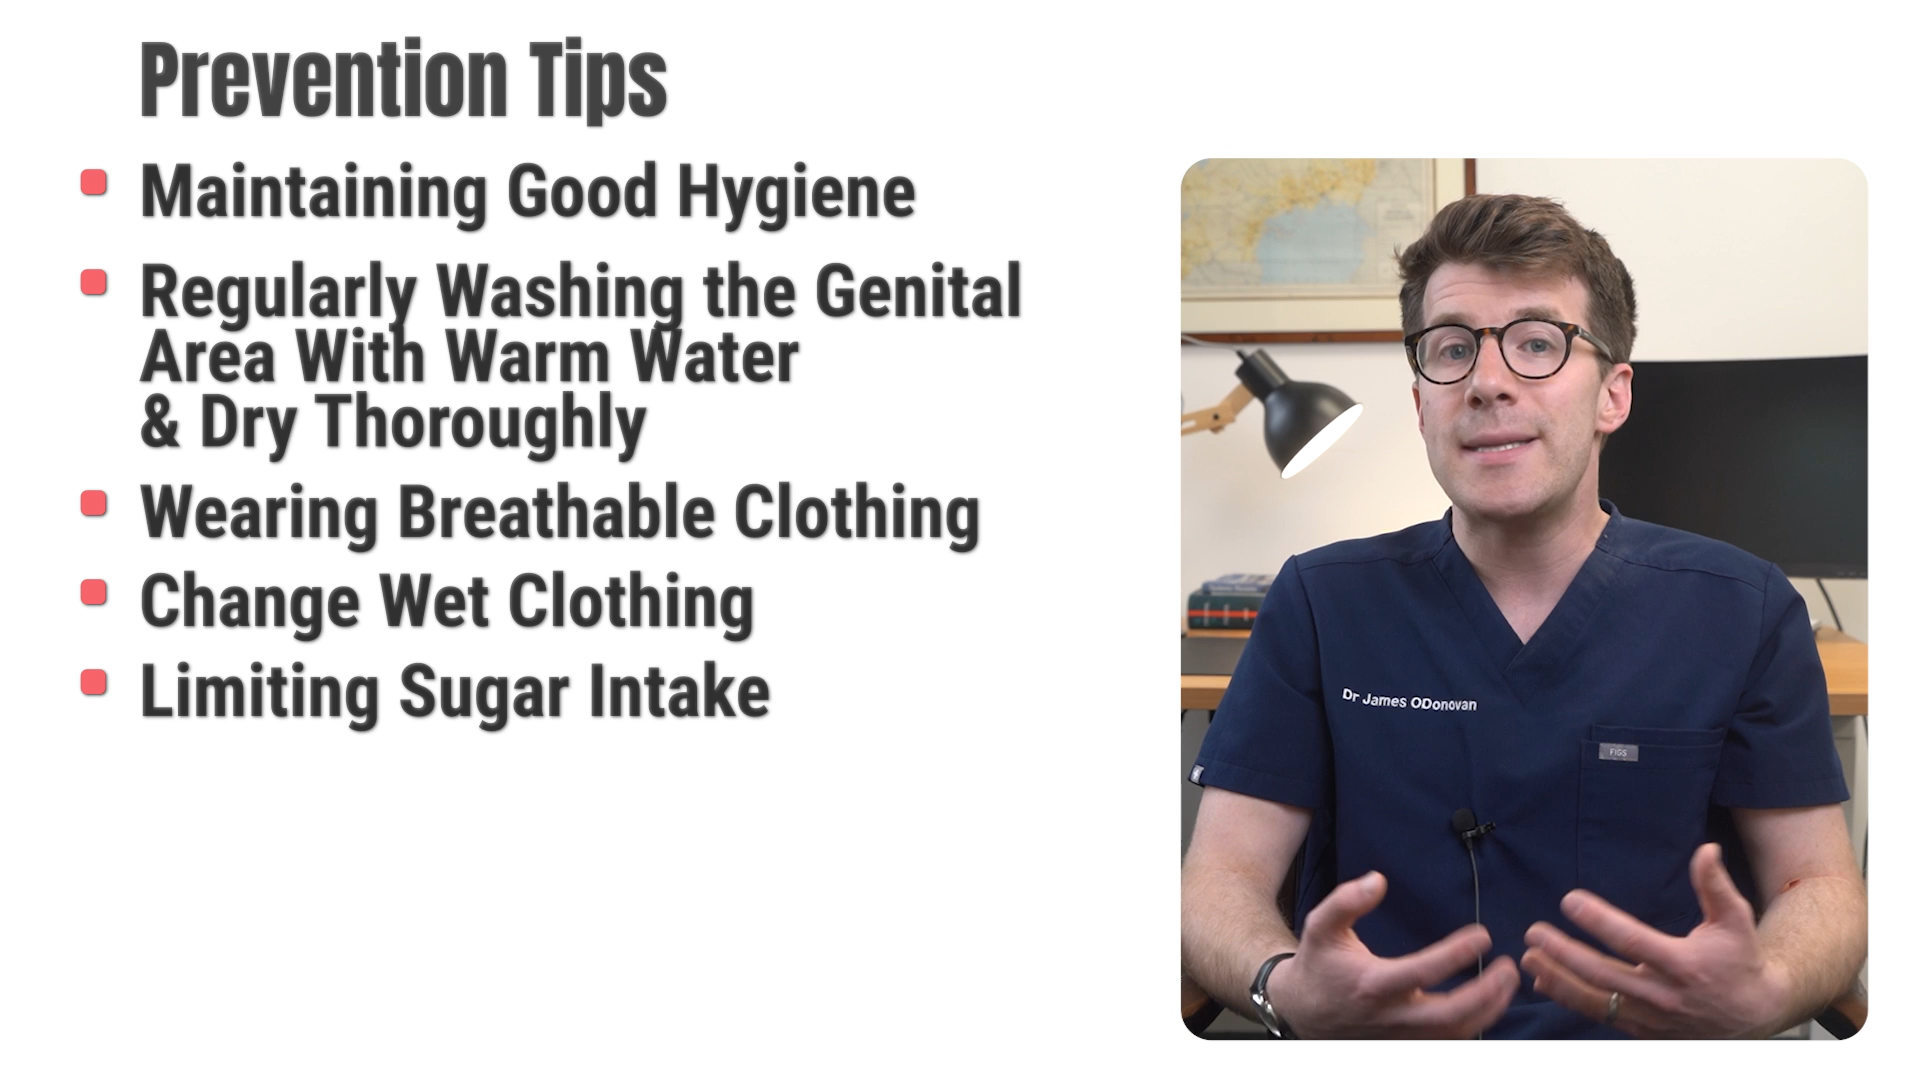 Prevention Tips
Maintaining Good Hygiene
Regularly Washing the Genital
Area With Warm Water
& Dry Thoroughly
Wearing Breathable Clothing
Change Wet Clothing
Limiting Sugar Intake
Dr James ODonovan
FIGS